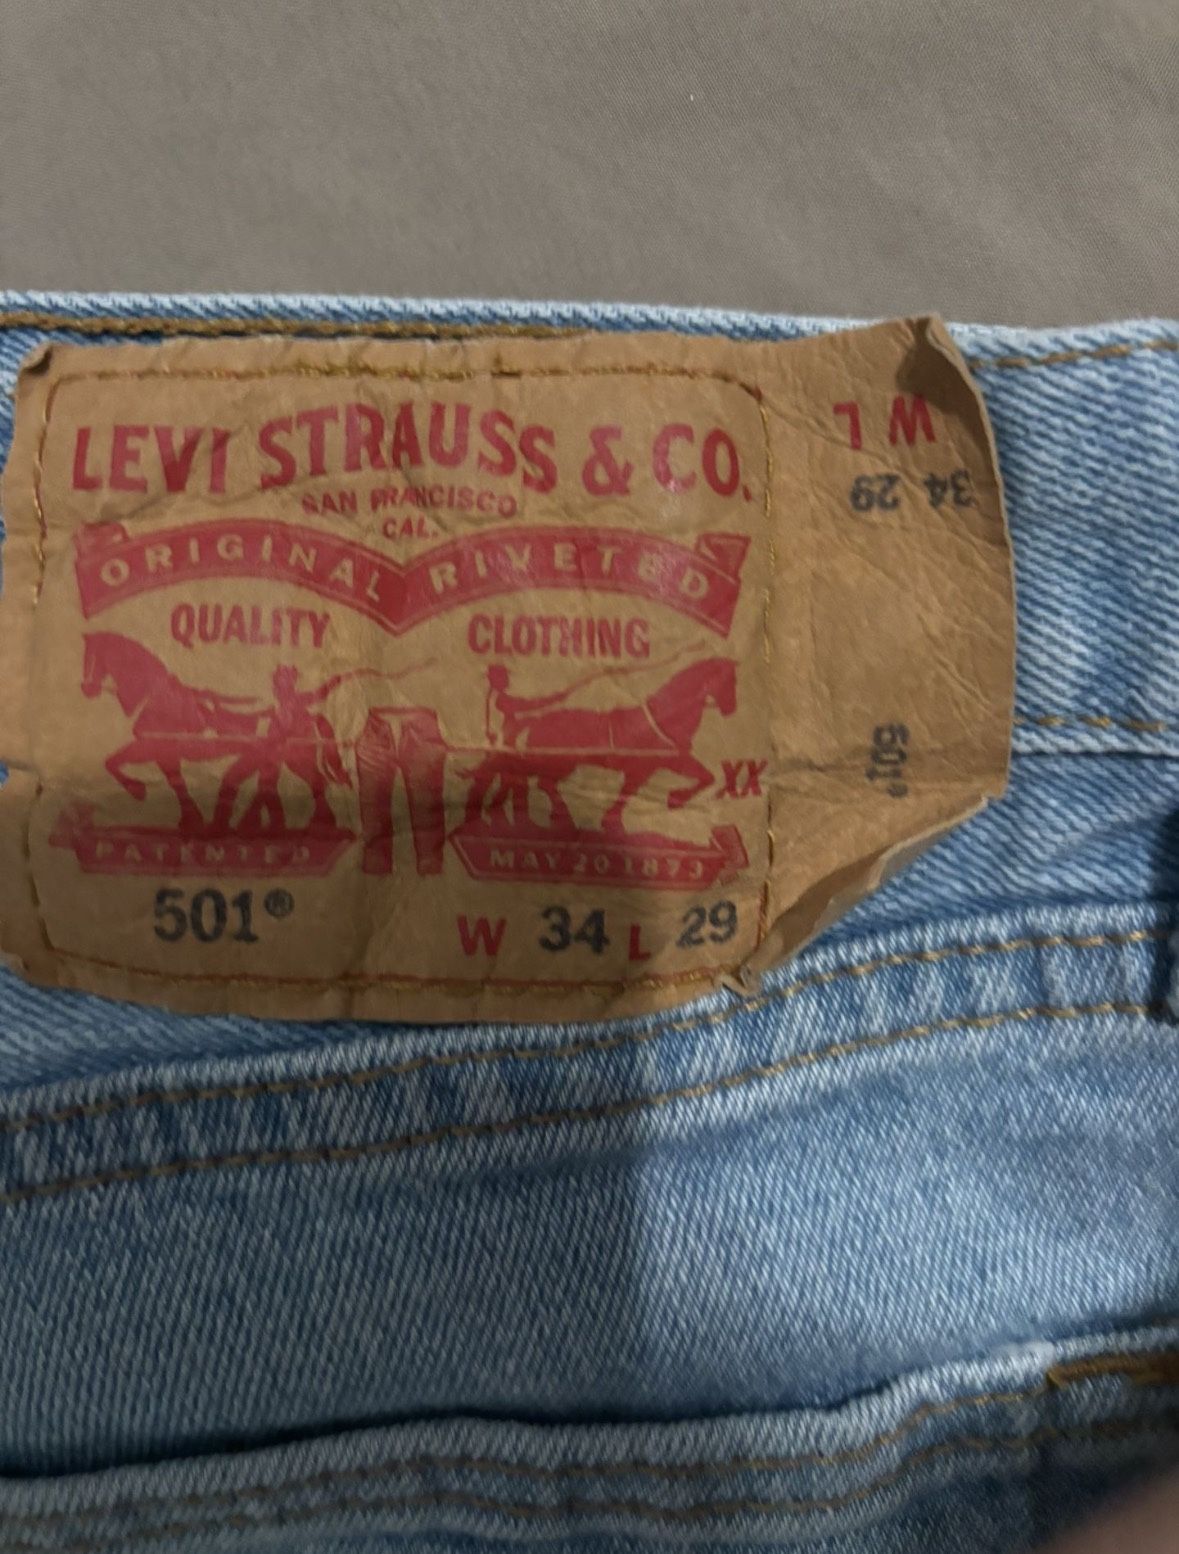 LEVI STRAUSS & CO.
SAN FRANCISCO
CAL.
ORIGINAL RIVETED
QUALITY CLOTHING
XX
PATENTED MAY 20 1873
501® W 34 L 29
W L
34 29
501®